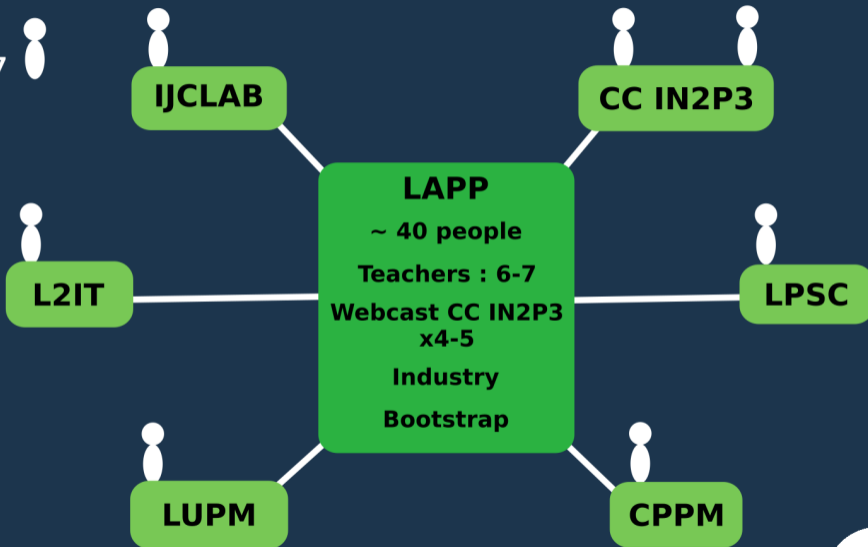 IJCLAB
CC IN2P3
LAPP
~ 40 people
Teachers : 6-7
Webcast CC IN2P3
x4-5
Industry
Bootstrap
L2IT
LPSC
LUPM
CPPM